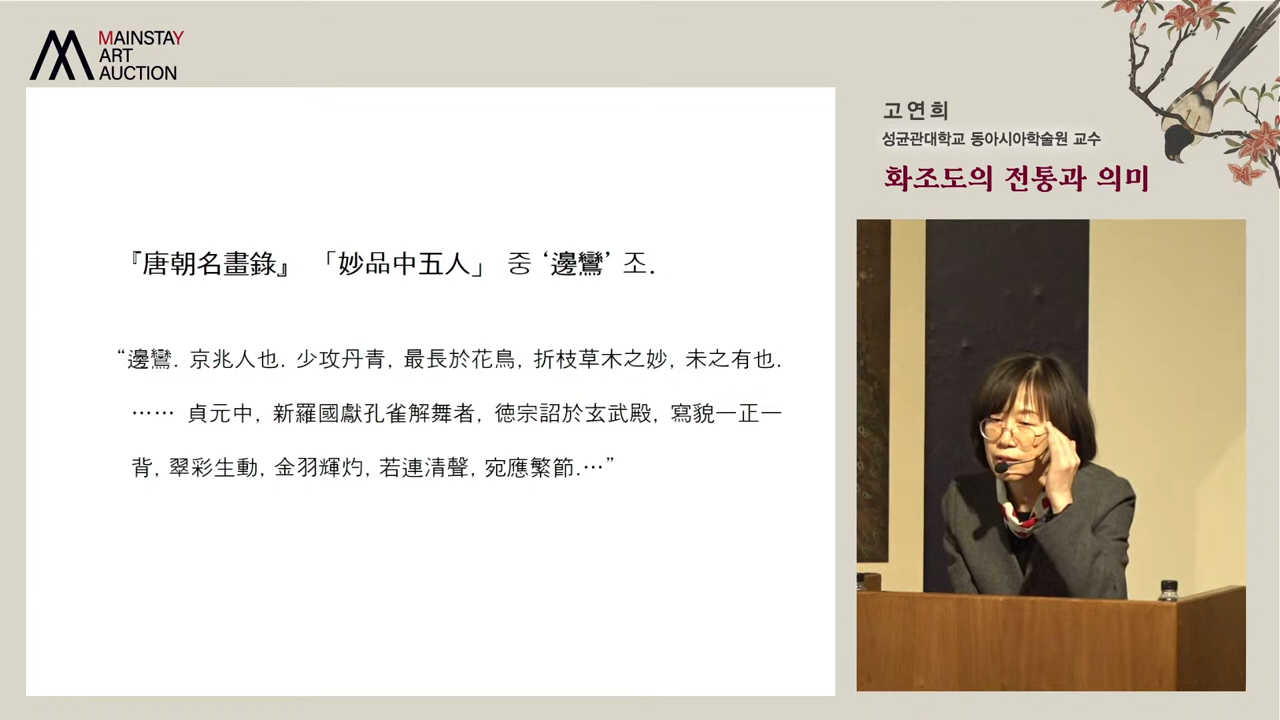 MAINSTAY
ART
AUCTION
고연희
성균관대학교 동아시아학술원 교수
화조도의 전통과 의미
『唐朝名畫錄』 「妙品中五人」 중 ‘邊鸞’ 조.
“邊鸞. 京兆人也. 少攻丹青, 最長於花鳥, 折枝草木之妙, 未之有也.
…… 貞元中, 新羅國獻孔雀解舞者, 徳宗詔於玄武殿, 寫貌一正一
背, 翠彩生動, 金羽輝灼, 若連清聲, 宛應繁節.…”